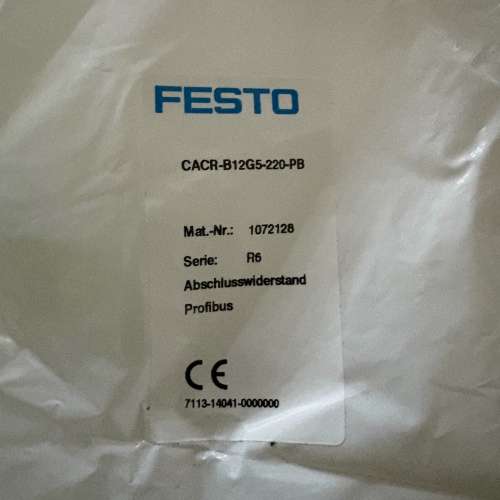 FESTO
CACR-B12G5-220-PB
Mat.-Nr.: 1072128
Serie: R6
Abschlusswiderstand
Profibus
CE
7113-14041-0000000